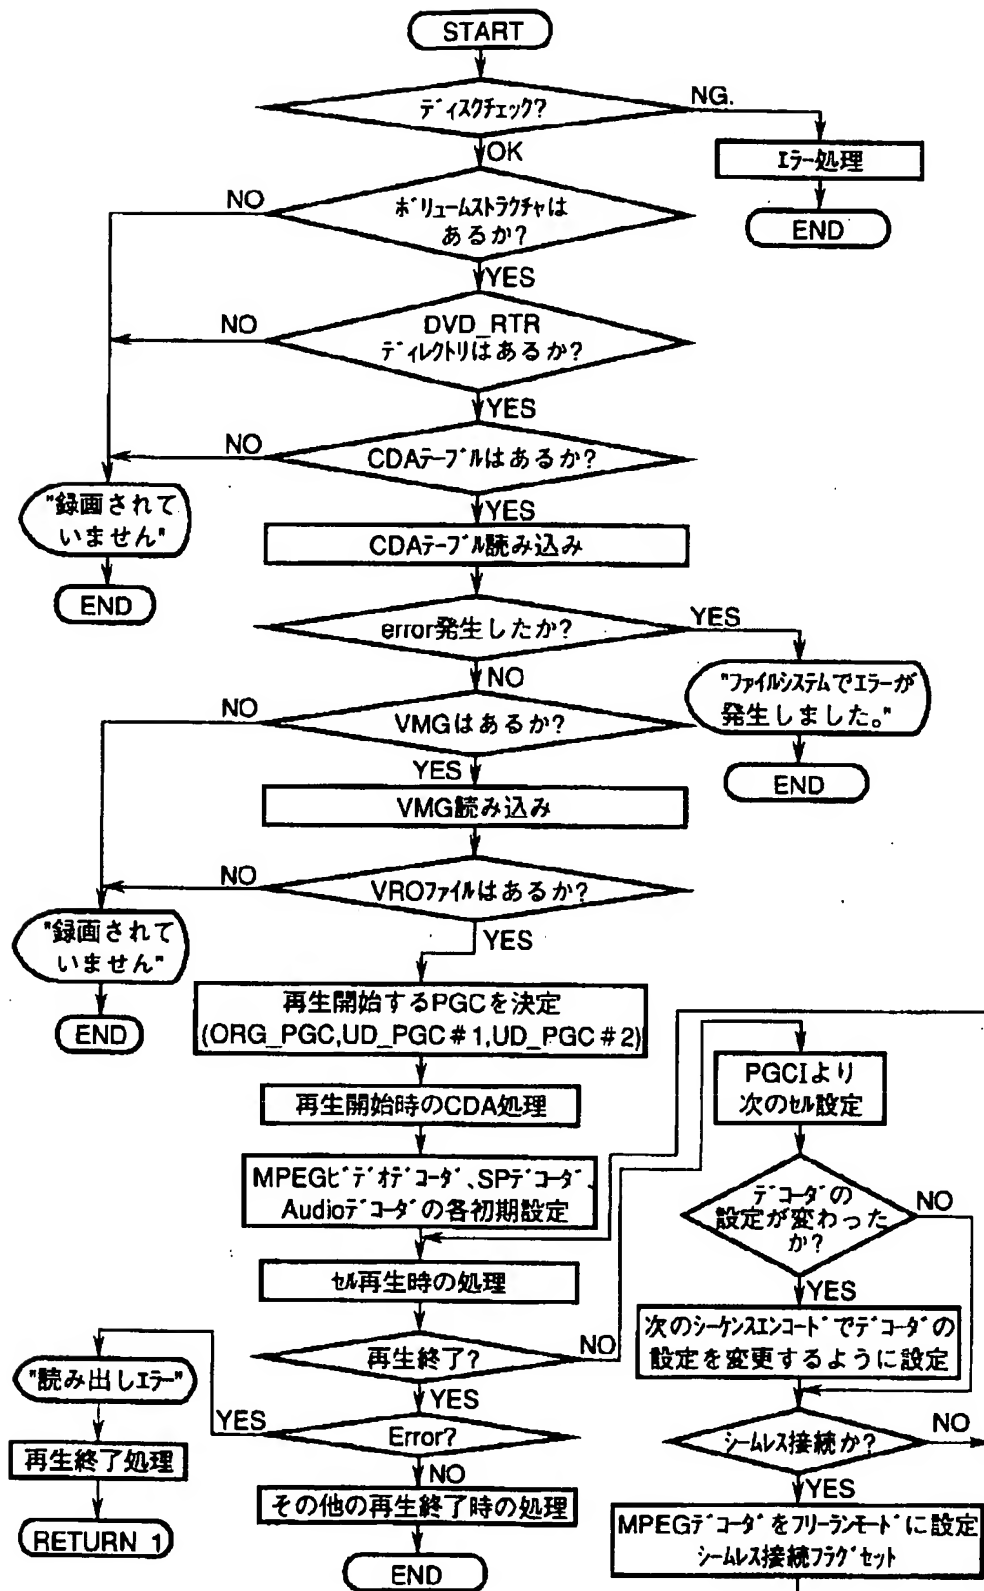 START
ディスクチェック?
NG.
OK
エラー処理
END
NO
ボリュームストラクチャは
あるか?
YES
NO
DVD_RTR
ディレクトリはあるか?
YES
NO
CDAテーブルはあるか?
"録画されて
いません"
END
YES
CDAテーブル読み込み
error発生したか?
YES
NO
"ファイルシステムでエラーが
発生しました。"
END
NO
VMGはあるか?
YES
VMG読み込み
NO
VROファイルはあるか?
YES
"録画されて
いません"
END
再生開始するPGCを決定
(ORG_PGC,UD_PGC#1,UD_PGC#2)
再生開始時のCDA処理
MPEGビデオデコーダ、SPデコーダ、
Audioデコーダの各初期設定
セル再生時の処理
再生終了?
NO
YES
Error?
YES
NO
"読み出しエラー"
再生終了処理
RETURN 1
その他の再生終了時の処理
END
PGCIより
次のセル設定
デコーダの
設定が変わった
か?
NO
YES
次のシーケンスエンコードでデコーダの
設定を変更するように設定
シームレス接続か?
NO
YES
MPEGデコーダをフリーランモードに設定
シームレス接続フラグセット